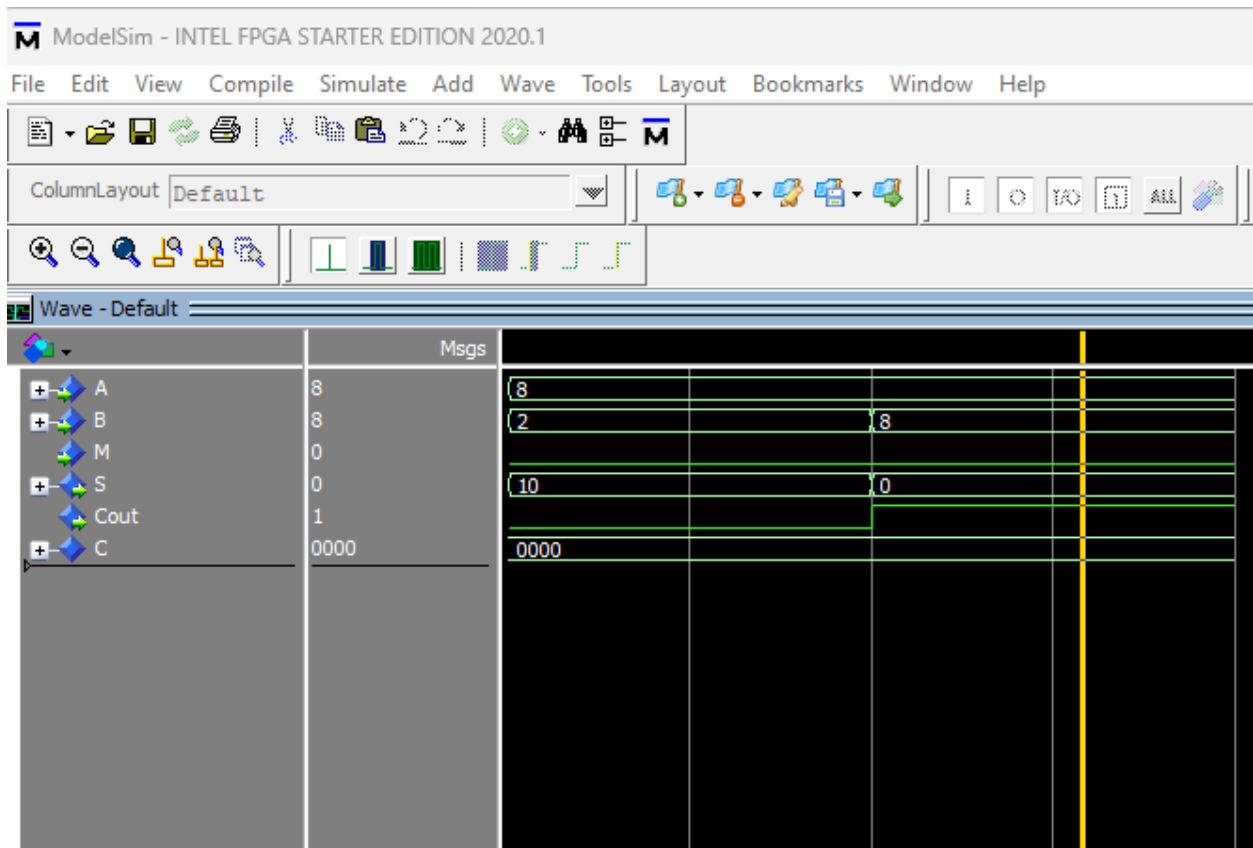 M ModelSim - INTEL FPGA STARTER EDITION 2020.1
File Edit View Compile Simulate Add Wave Tools Layout Bookmarks Window Help
M
ColumnLayout Default ALL
Wave - Default
Msgs
A 8 8
B 8 2 8
M 0
S 0 10 0
Cout 1
C 0000 0000